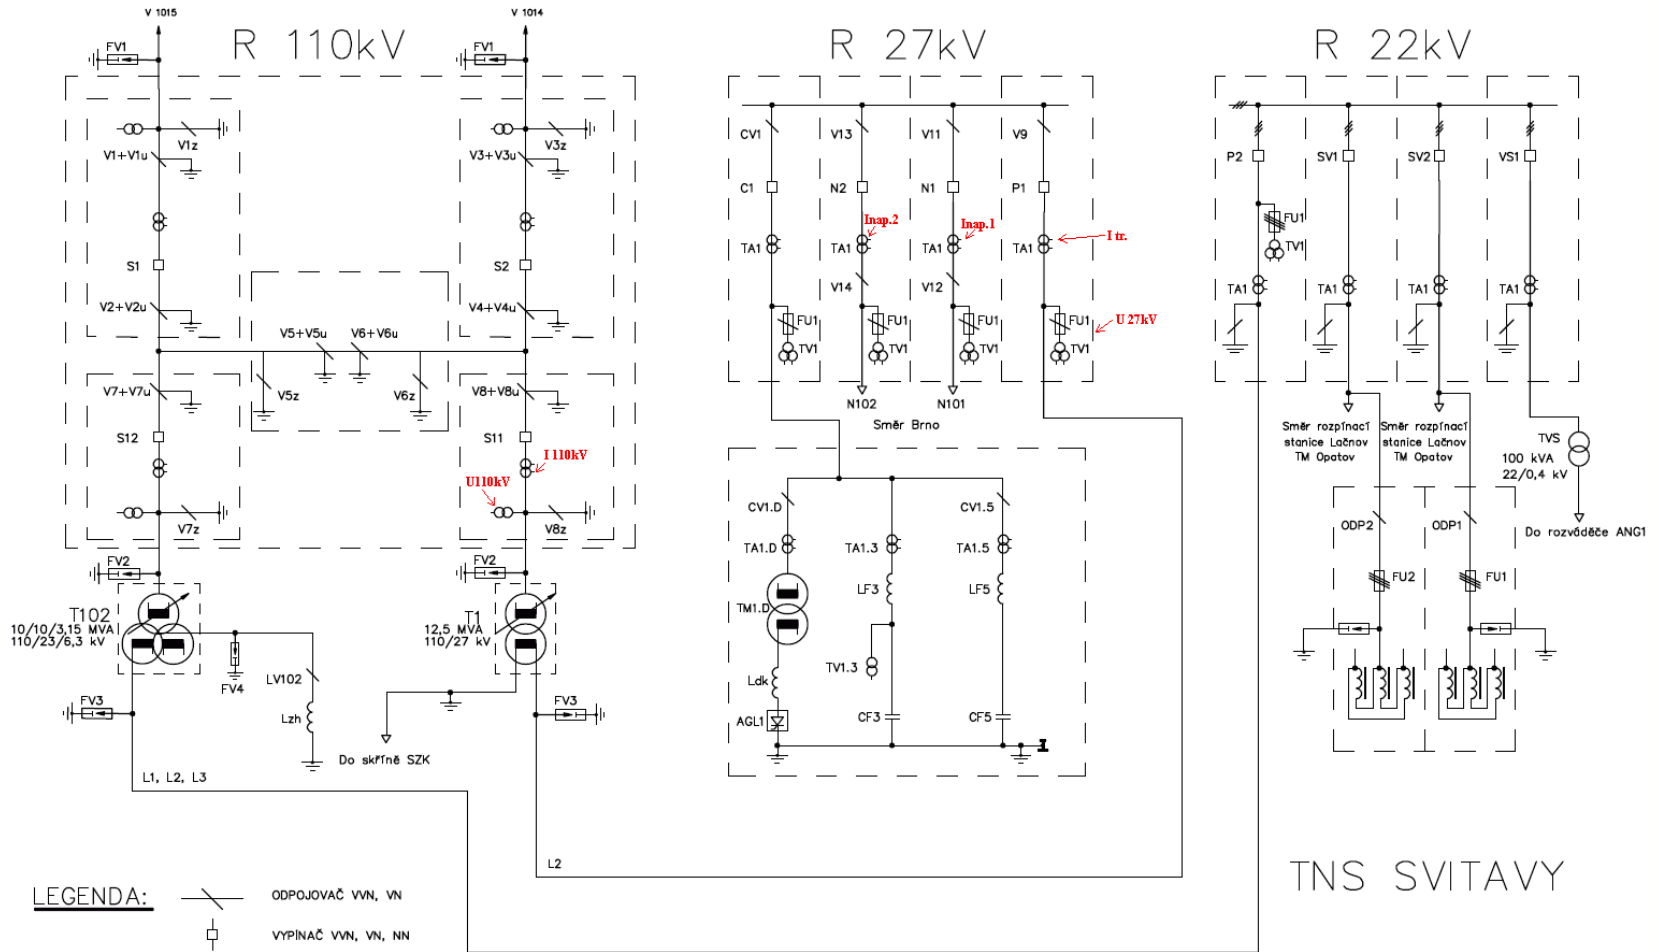 V 1015
V 1014
R 110kV
R 27kV
R 22kV
FV1
FV1
V1z
V3z
V1+V1u
V3+V3u
S1
S2
V2+V2u
V4+V4u
V5+V5u
V6+V6u
V5z
V6z
V7+V7u
V8+V8u
S12
S11
I 110kV
U110kV
V7z
V8z
FV2
FV2
T102
10/10/3,15 MVA
110/23/6,3 kV
T1
12,5 MVA
110/27 kV
FV4
LV102
Lzh
FV3
FV3
Do skříně SZK
L1, L2, L3
L2
CV1
V13
V11
V9
C1
N2
N1
P1
Inap.2
Inap.1
I tr.
TA1
TA1
TA1
TA1
V14
V12
FU1
FU1
FU1
FU1
U 27kV
TV1
TV1
TV1
TV1
N102
N101
Směr Brno
CV1.D
CV1.5
TA1.D
TA1.3
TA1.5
TM1.D
LF3
LF5
TV1.3
Ldk
AGL1
CF3
CF5
P2
SV1
SV2
VS1
FU1
TV1
TA1
TA1
TA1
TA1
Směr rozpínací
stanice Lačnov
TM Opatov
Směr rozpínací
stanice Lačnov
TM Opatov
TVS
100 kVA
22/0,4 kV
ODP2
ODP1
Do rozváděče ANG1
FU2
FU1
TNS SVITAVY
LEGENDA:
ODPOJOVAČ VVN, VN
VYPÍNAČ VVN, VN, NN